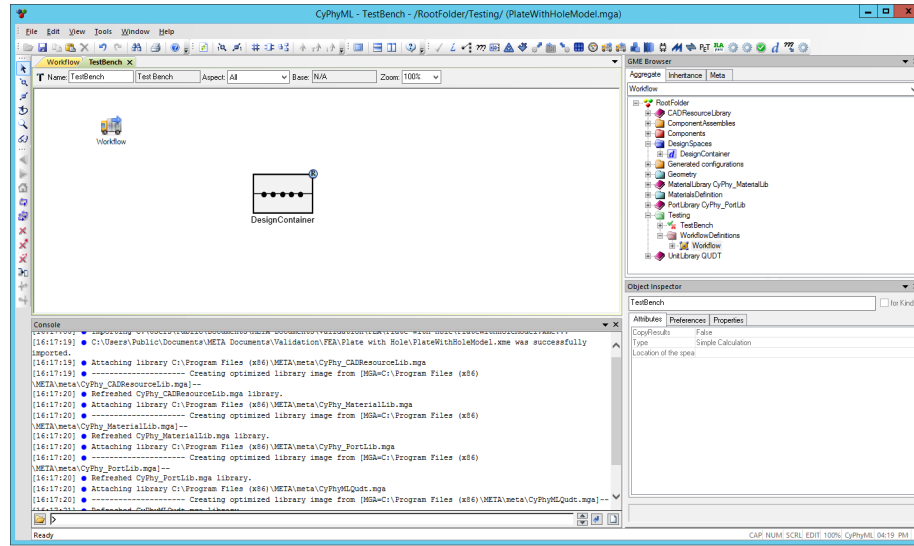 CyPhyML - TestBench - /RootFolder/Testing/ (PlateWithHoleModel.mga)
File Edit View Tools Window Help
Workflow TestBench
Name: TestBench Test Bench Aspect: All Base: N/A Zoom: 100%
Workflow
DesignContainer
Console
[16:17:19] C:\Users\Public\Documents\META Documents\Validation\FEA\Plate with Hole\PlateWithHoleModel.xme was successfully
imported.
[16:17:19] Attaching library C:\Program Files (x86)\META\meta\CyPhy_CADResourceLib.mga
[16:17:19] --------------------- Creating optimized library image from [MGA=C:\Program Files (x86)
\META\meta\CyPhy_CADResourceLib.mga]--
[16:17:20] Refreshed CyPhy_CADResourceLib.mga library.
[16:17:20] Attaching library C:\Program Files (x86)\META\meta\CyPhy_MaterialLib.mga
[16:17:20] --------------------- Creating optimized library image from [MGA=C:\Program Files (x86)
\META\meta\CyPhy_MaterialLib.mga]--
[16:17:20] Refreshed CyPhy_MaterialLib.mga library.
[16:17:20] Attaching library C:\Program Files (x86)\META\meta\CyPhy_PortLib.mga
[16:17:20] --------------------- Creating optimized library image from [MGA=C:\Program Files (x86)
\META\meta\CyPhy_PortLib.mga]--
[16:17:20] Refreshed CyPhy_PortLib.mga library.
[16:17:20] Attaching library C:\Program Files (x86)\META\meta\CyPhyMLQudt.mga
[16:17:20] --------------------- Creating optimized library image from [MGA=C:\Program Files (x86)\META\meta\CyPhyMLQudt.mga]--
Ready
GME Browser
Aggregate Inheritance Meta
Workflow
RootFolder
CADResourceLibrary
ComponentAssemblies
Components
DesignSpaces
DesignContainer
Generated configurations
Geometry
MaterialLibrary CyPhy_MaterialLib
MaterialsDefinition
PortLibrary CyPhy_PortLib
Testing
TestBench
WorkflowDefinitions
Workflow
UnitLibrary QUDT
Object Inspector
TestBench for Kind
Attributes Preferences Properties
CopyResults False
Type Simple Calculation
Location of the spea
CAP NUM SCRL EDIT 100% CyPhyML 04:19 PM